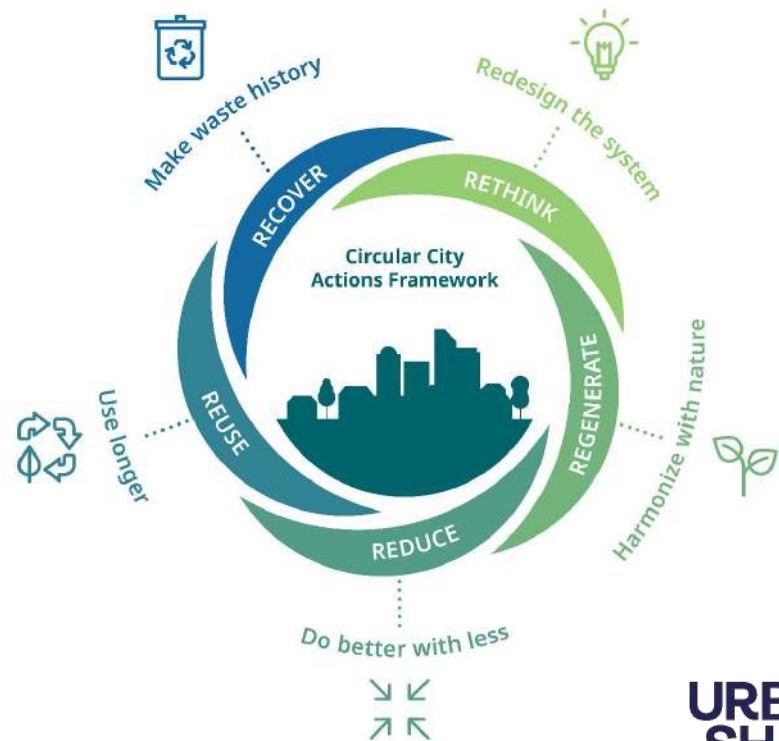 Make waste history
Redesign the system
RECOVER
RETHINK
Circular City
Actions Framework
REUSE
REGENERATE
Use longer
Harmonize with nature
REDUCE
Do better with less